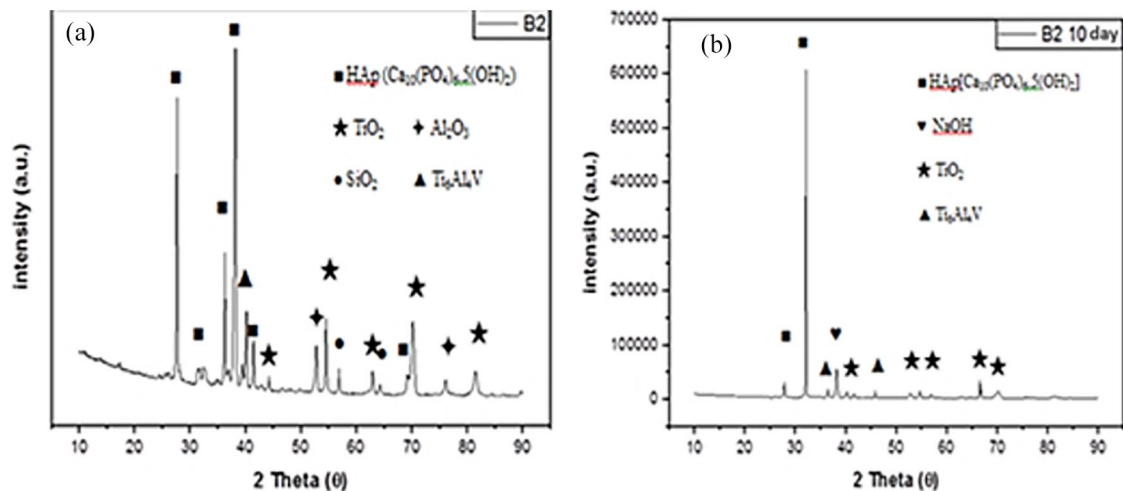 (a)
B2
HAp (Ca₁₀(PO₄)₆.₅(OH)₂)
TiO₂ Al₂O₃
SiO₂ Ti₆Al₄V
intensity (a.u.)
10 20 30 40 50 60 70 80 90
2 Theta (θ)
(b)
B2 10 day
HAp[Ca₁₀(PO₄)₆.₅(OH)₂]
NaOH
TiO₂
Ti₆Al₄V
700000
600000
500000
400000
300000
200000
100000
0
intensity (a.u.)
10 20 30 40 50 60 70 80 90
2 Theta (θ)